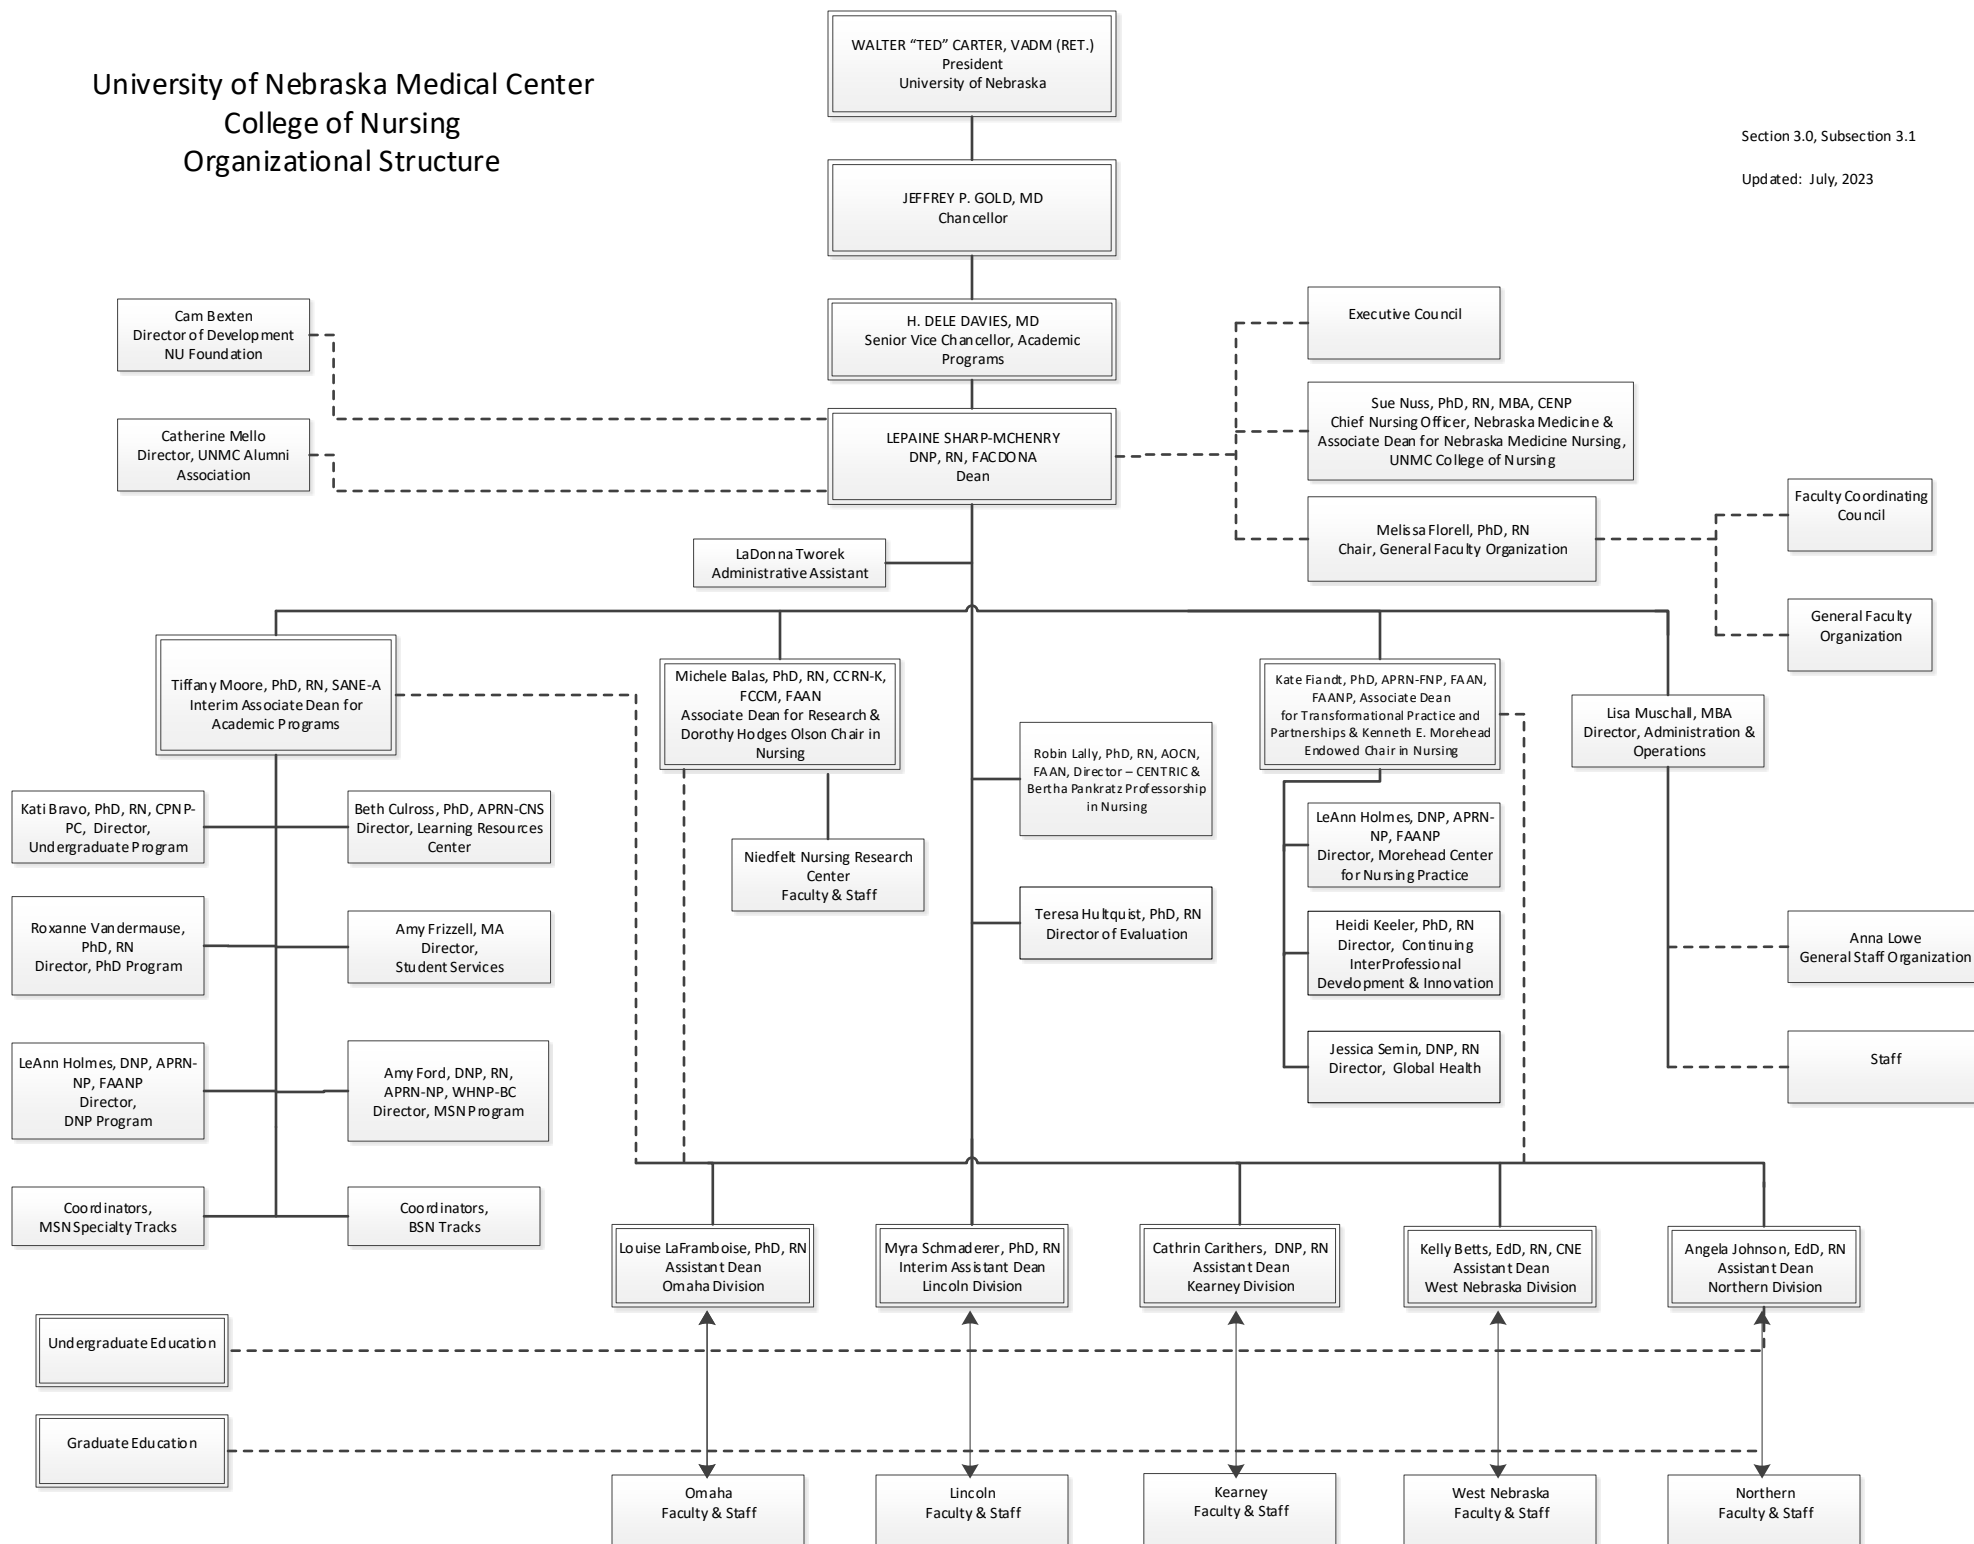 University of Nebraska Medical Center
College of Nursing
Organizational Structure
WALTER “TED” CARTER, VADM (RET.)
President
University of Nebraska
Section 3.0, Subsection 3.1
Updated: July, 2023
JEFFREY P. GOLD, MD
Chancellor
H. DELE DAVIES, MD
Senior Vice Chancellor, Academic
Programs
Cam Bexten
Director of Development
NU Foundation
Catherine Mello
Director, UNMC Alumni
Association
LEPAINE SHARP-MCHENRY
DNP, RN, FACDONA
Dean
Executive Council
Sue Nuss, PhD, RN, MBA, CENP
Chief Nursing Officer, Nebraska Medicine &
Associate Dean for Nebraska Medicine Nursing,
UNMC College of Nursing
Melissa Florell, PhD, RN
Chair, General Faculty Organization
Faculty Coordinating
Council
General Faculty
Organization
LaDonna Tworek
Administrative Assistant
Tiffany Moore, PhD, RN, SANE-A
Interim Associate Dean for
Academic Programs
Michele Balas, PhD, RN, CCRN-K,
FCCM, FAAN
Associate Dean for Research &
Dorothy Hodges Olson Chair in
Nursing
Kate Fiandt, PhD, APRN-FNP, FAAN,
FAANP, Associate Dean
for Transformational Practice and
Partnerships & Kenneth E. Morehead
Endowed Chair in Nursing
Lisa Muschall, MBA
Director, Administration &
Operations
Robin Lally, PhD, RN, AOCN,
FAAN, Director – CENTRIC &
Bertha Pankratz Professorship
in Nursing
Kati Bravo, PhD, RN, CPNP-
PC, Director,
Undergraduate Program
Beth Culross, PhD, APRN-CNS
Director, Learning Resources
Center
Niedfelt Nursing Research
Center
Faculty & Staff
LeAnn Holmes, DNP, APRN-
NP, FAANP
Director, Morehead Center
for Nursing Practice
Roxanne Vandermause,
PhD, RN
Director, PhD Program
Amy Frizzell, MA
Director,
Student Services
Teresa Hultquist, PhD, RN
Director of Evaluation
Heidi Keeler, PhD, RN
Director, Continuing
InterProfessional
Development & Innovation
Anna Lowe
General Staff Organization
LeAnn Holmes, DNP, APRN-
NP, FAANP
Director,
DNP Program
Amy Ford, DNP, RN,
APRN-NP, WHNP-BC
Director, MSN Program
Jessica Semin, DNP, RN
Director, Global Health
Staff
Coordinators,
MSN Specialty Tracks
Coordinators,
BSN Tracks
Louise LaFramboise, PhD, RN
Assistant Dean
Omaha Division
Myra Schmaderer, PhD, RN
Interim Assistant Dean
Lincoln Division
Cathrin Carithers, DNP, RN
Assistant Dean
Kearney Division
Kelly Betts, EdD, RN, CNE
Assistant Dean
West Nebraska Division
Angela Johnson, EdD, RN
Assistant Dean
Northern Division
Undergraduate Education
Graduate Education
Omaha
Faculty & Staff
Lincoln
Faculty & Staff
Kearney
Faculty & Staff
West Nebraska
Faculty & Staff
Northern
Faculty & Staff